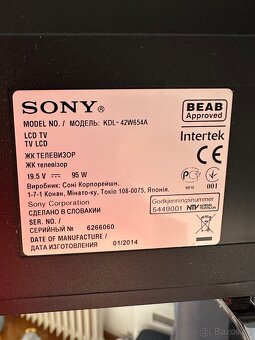 SONY®
BEAB
Approved
MODEL NO. / МОДЕЛЬ: KDL- 42W654A
Intertek
LCD TV
TV LCD
ЖК ТЕЛЕВИЗОР
ЖК телевізор
CE
19.5 V 95 W
001
Виробник: Соні Корпорейшн,
1-7-1 Конан, Мінато-ку, Токіо 108-0075, Японія.
Sony Corporation
СДЕЛАНО В СЛОВАКИИ
Godkjenningsnummer
SER. NO. /
5449001
СЕРИЙНЫЙ № 6266060
DATE OF MANUFACTURE /
ДАТА ИЗГОТОВЛЕНИЯ 01/2014